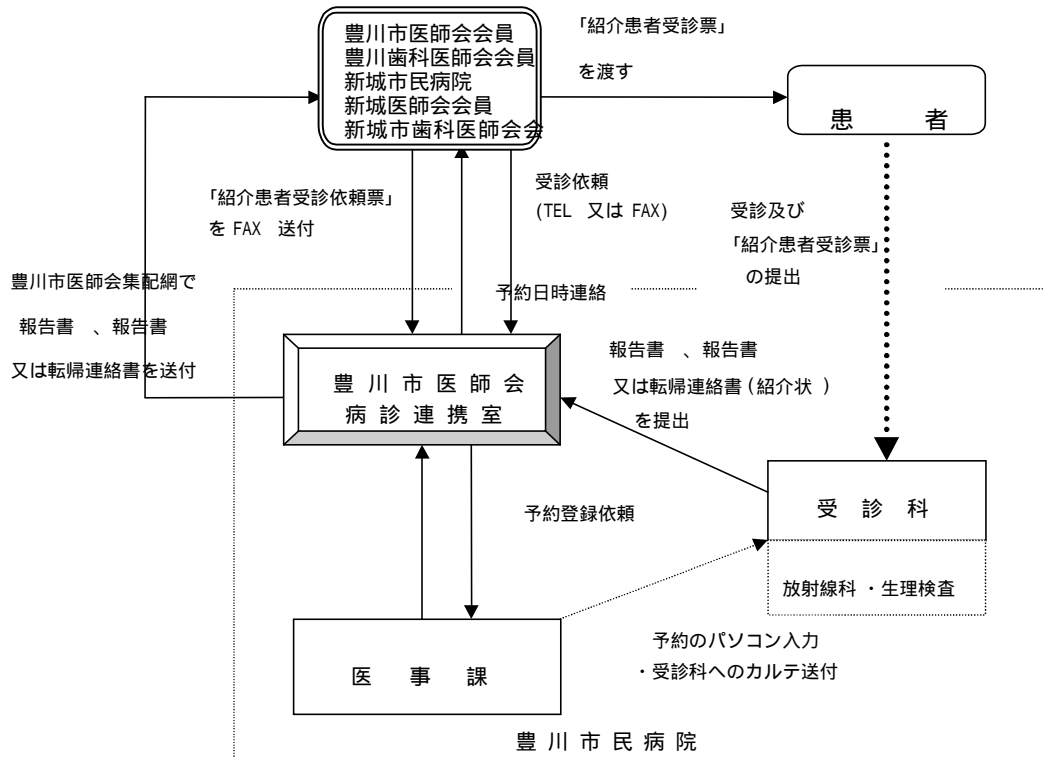 豊川市医師会会員
豊川歯科医師会会員
新城市民病院
新城医師会会員
新城市歯科医師会会
「紹介患者受診票」
を渡す
患 者
「紹介患者受診依頼票」
を FAX 送付
受診依頼
(TEL 又は FAX)
受診及び
「紹介患者受診票」
の提出
豊川市医師会集配網で
報告書 、報告書
又は転帰連絡書を送付
予約日時連絡
豊 川 市 医 師 会
病 診 連 携 室
報告書 、報告書
又は転帰連絡書(紹介状 )
を提出
受 診 科
放射線科 ・生理検査
予約登録依頼
医 事 課
予約のパソコン入力
・受診科へのカルテ送付
豊 川 市 民 病 院